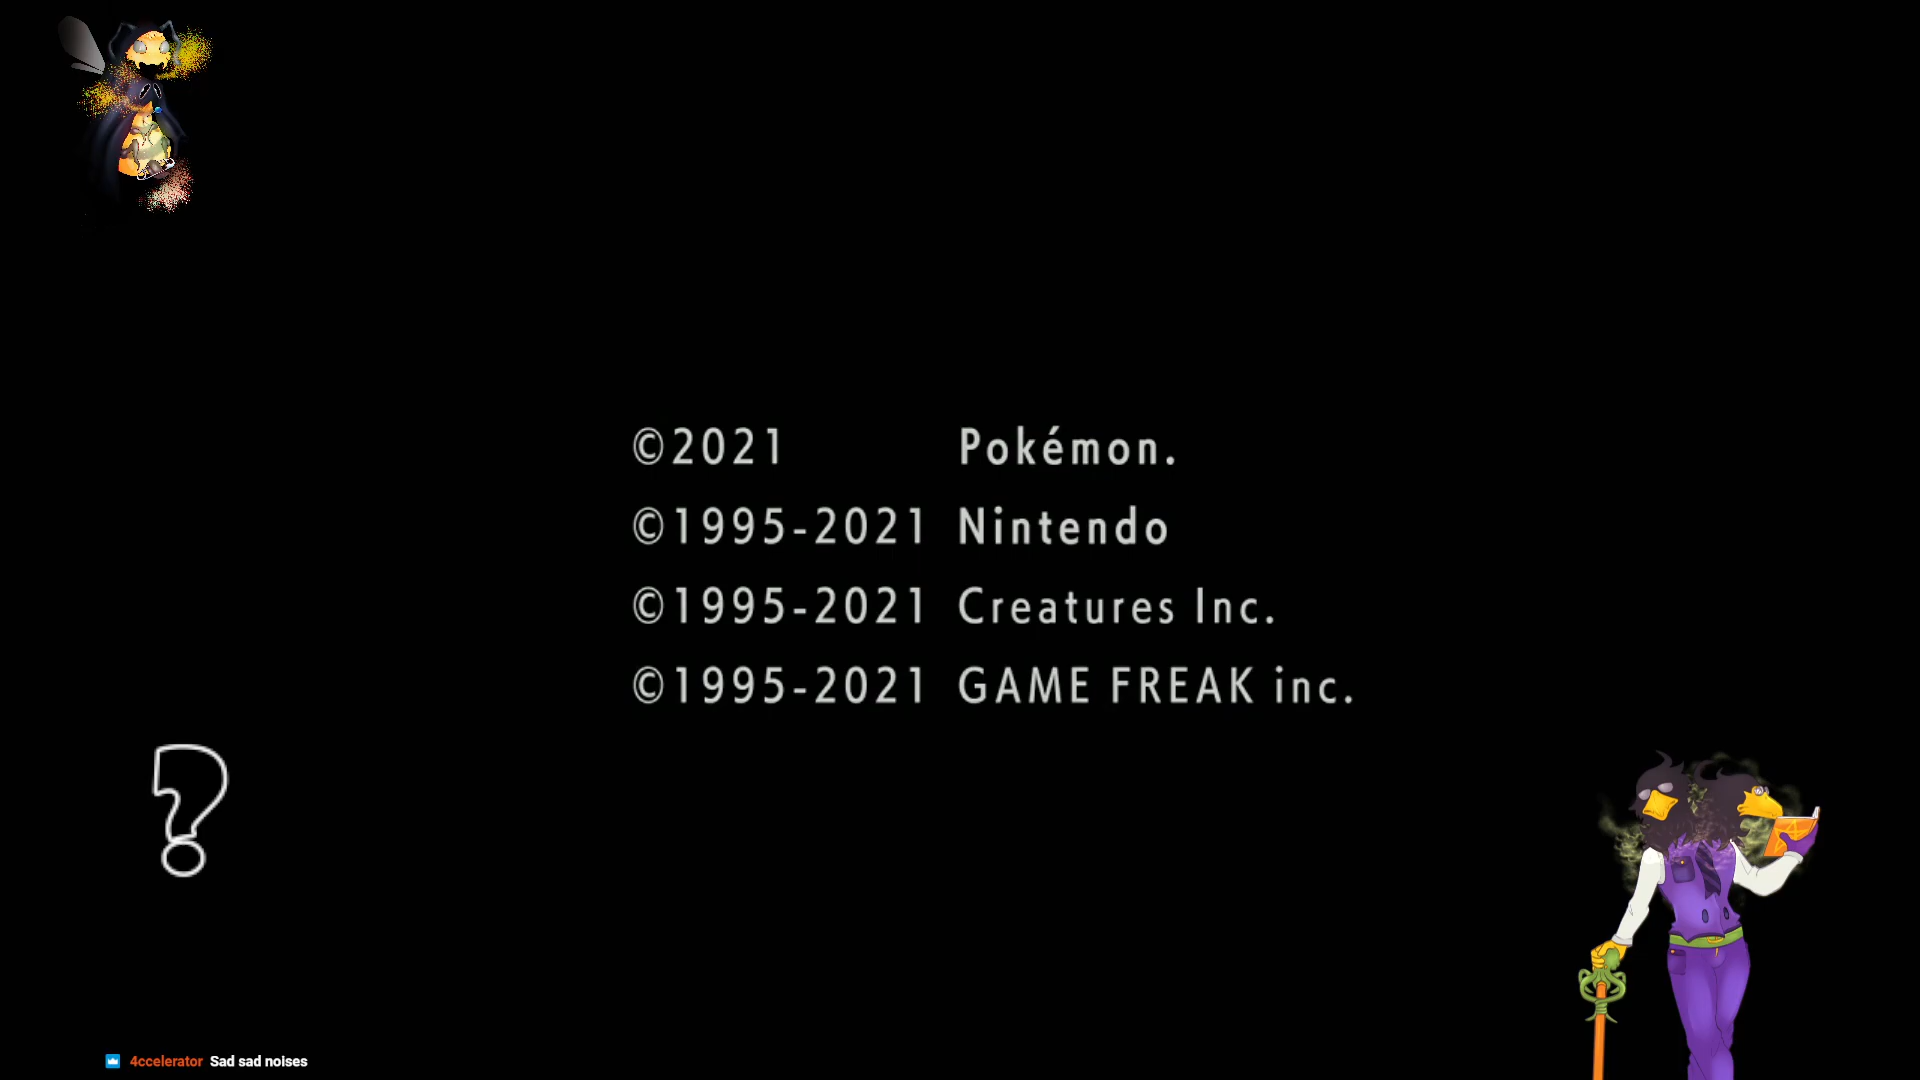 ©2021 Pokémon.
©1995-2021 Nintendo
©1995-2021 Creatures Inc.
©1995-2021 GAME FREAK inc.
?
4ccelerator Sad sad noises